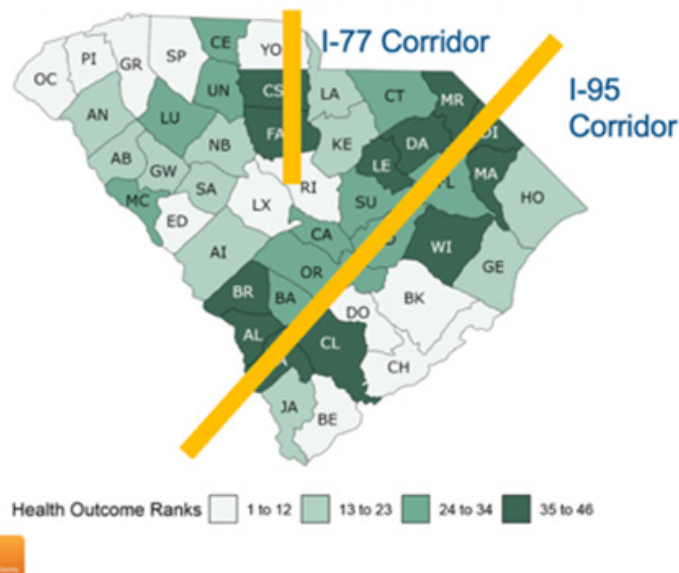 CE
YO
I-77 Corridor
PI
SP
OC
GR
UN
CS
LA
CT
MR
I-95
Corridor
AN
LU
FA
KE
DA
DI
NB
AB
GW
LE
MA
SA
RI
HO
MC
LX
SU
ED
CA
WI
AI
OR
GE
BR
BA
BK
DO
AL
CL
CH
JA
BE
Health Outcome Ranks 1 to 12 13 to 23 24 to 34 35 to 46